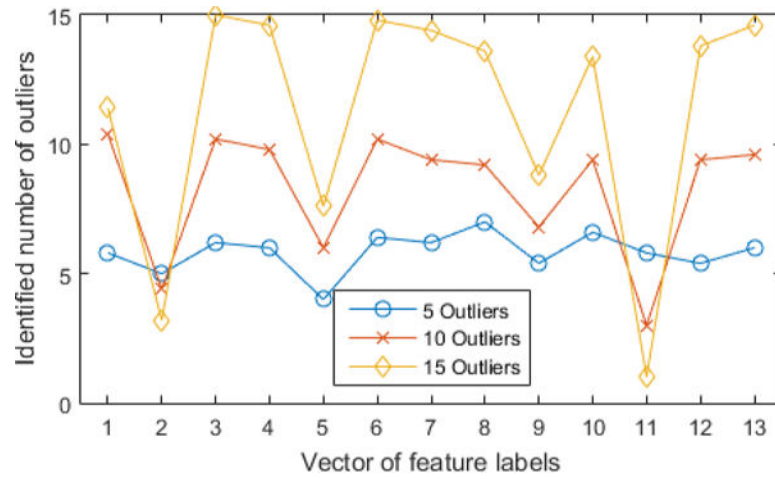 Identified number of outliers
15
10
5
0
5 Outliers
10 Outliers
15 Outliers
1 2 3 4 5 6 7 8 9 10 11 12 13
Vector of feature labels